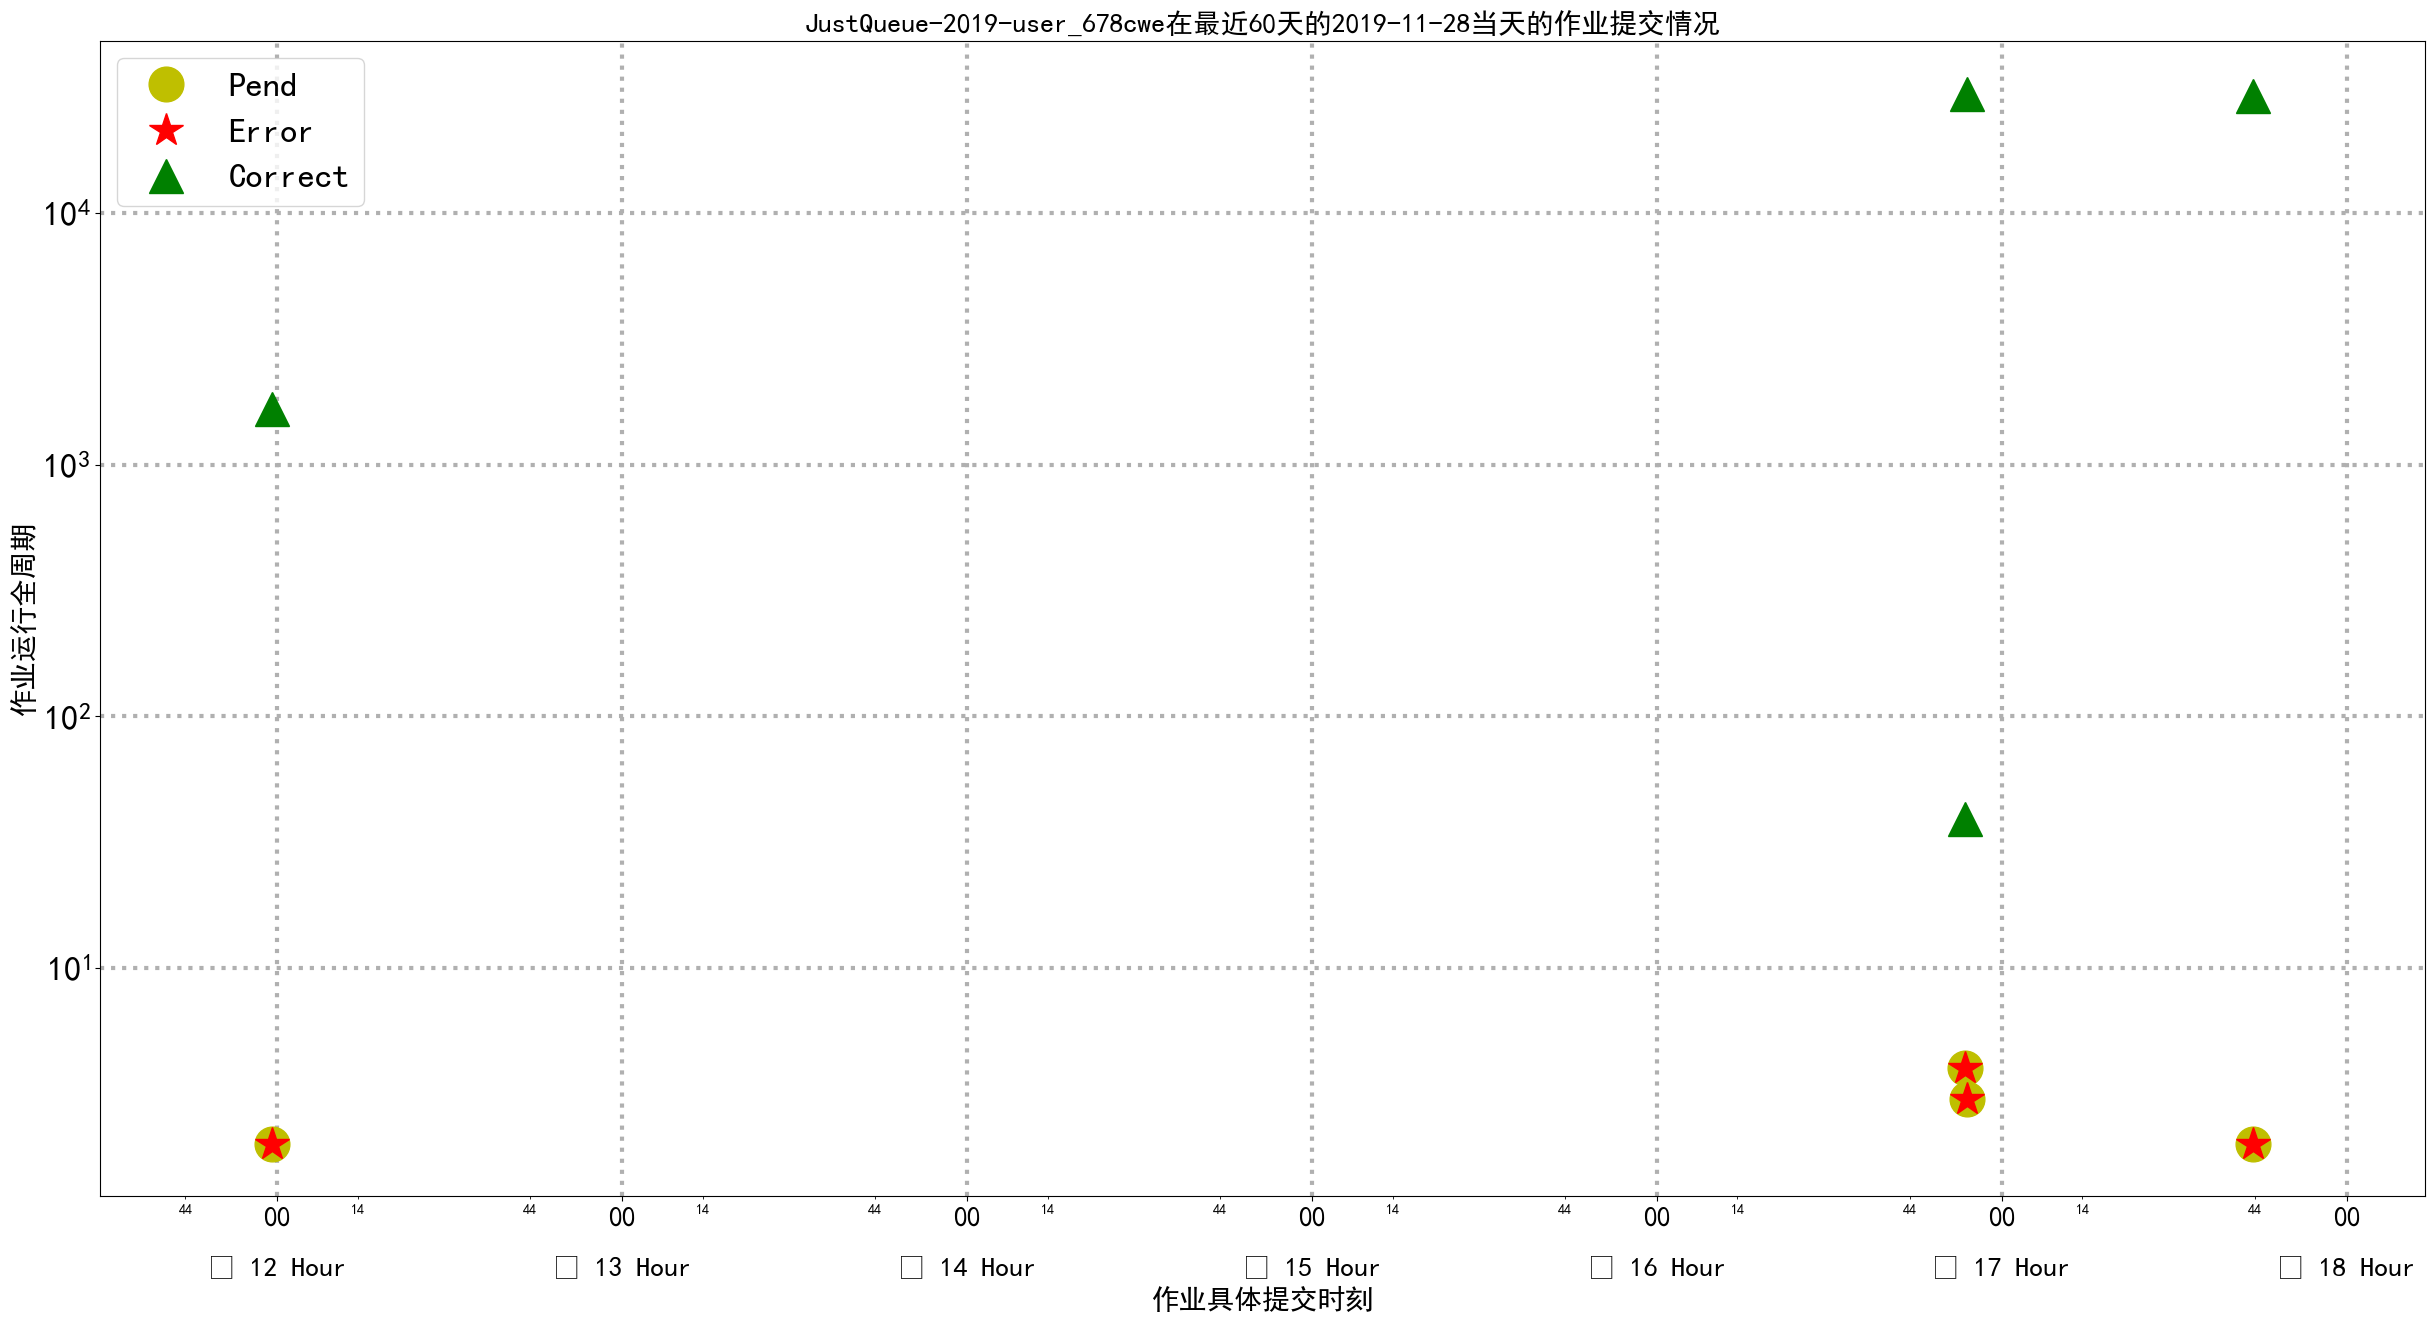 JustQueue-2019-user_678cwe在最近60天的2019-11-28当天的作业提交情况
Pend
Error
Correct
10⁴
10³
10²
10¹
作业运行全周期
44 00 14 44 00 14 44 00 14 44 00 14 44 00 14 44 00 14 44 00
□ 12 Hour □ 13 Hour □ 14 Hour □ 15 Hour □ 16 Hour □ 17 Hour □ 18 Hour
作业具体提交时刻